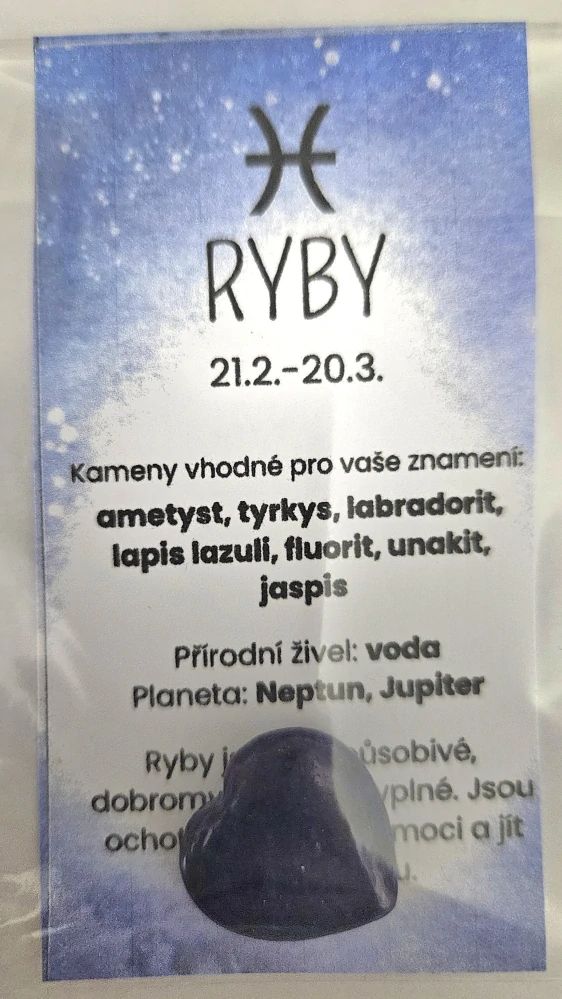 RYBY
21.2.-20.3.
Kameny vhodné pro vaše znamení:
ametyst, tyrkys, labradorit,
lapis lazuli, fluorit, unakit,
jaspis
Přírodní živel: voda
Planeta: Neptun, Jupiter
Ryby
Jsou
a jít